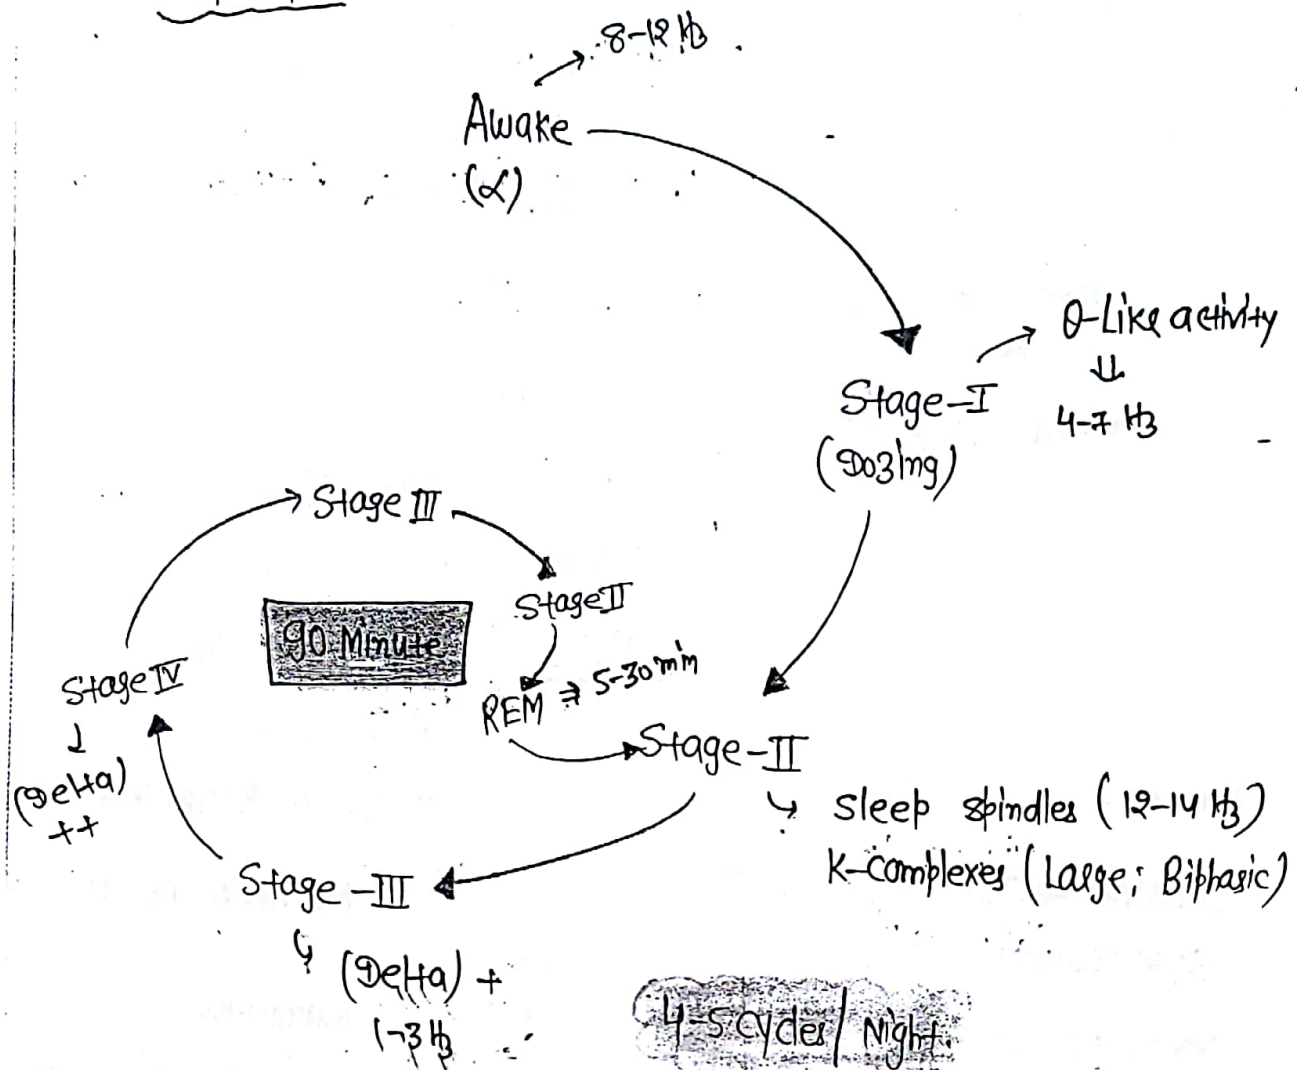 8-12 Hz
Awake
(α)
θ-Like activity
⇓
4-7 Hz
Stage-I
(Dozing)
Stage III
Stage II
90 Minute
Stage IV
↓
(Delta)
++
REM ⇒ 5-30 min
Stage-II
Sleep spindles (12-14 Hz)
K-complexes (Large; Biphasic)
Stage-III
(Delta) +
1-3 Hz
4-5 Cycles/Night.